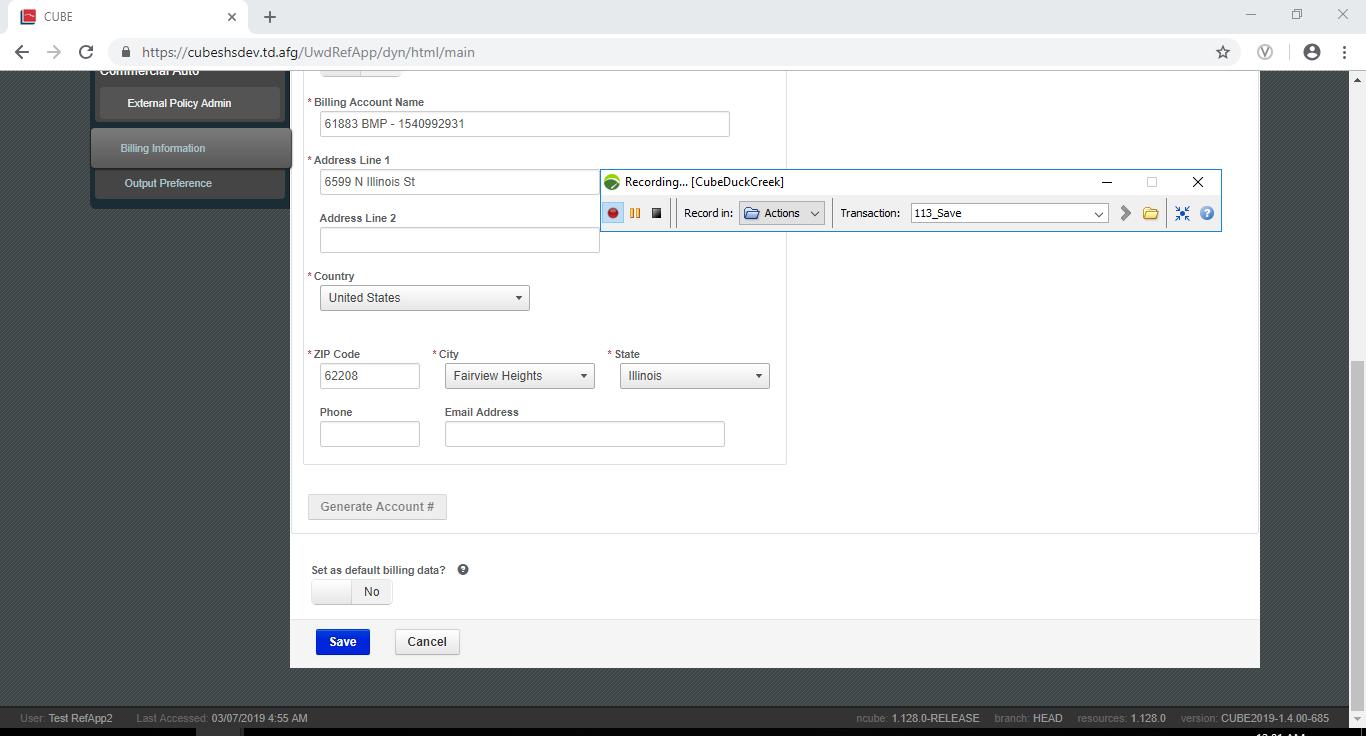 CUBE
https://cubeshsdev.td.afg/UwdRefApp/dyn/html/main
Commercial Auto
External Policy Admin
Billing Information
Output Preference
* Billing Account Name
61883 BMP - 1540992931
* Address Line 1
6599 N Illinois St
Recording... [CubeDuckCreek]
Record in: Actions Transaction: 113_Save
Address Line 2
* Country
United States
* ZIP Code * City * State
62208 Fairview Heights Illinois
Phone Email Address
Generate Account #
Set as default billing data?
No
Save Cancel
User: Test RefApp2 Last Accessed: 03/07/2019 4:55 AM ncube: 1.128.0-RELEASE branch: HEAD resources: 1.128.0 version: CUBE2019-1.4.00-685